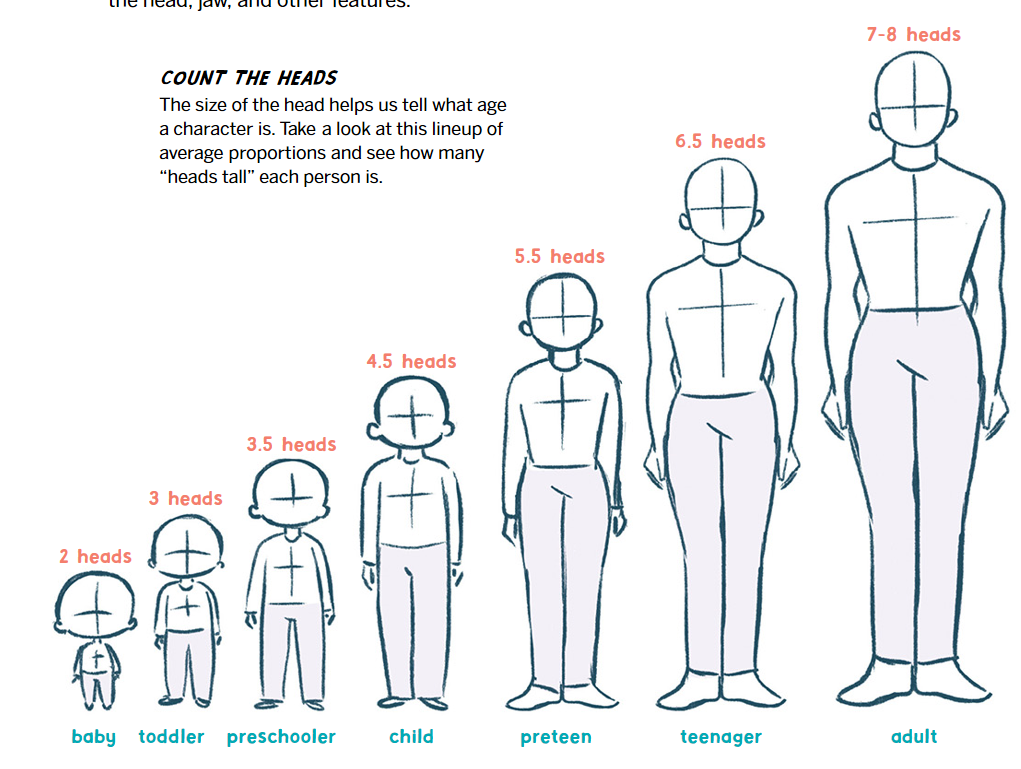 the head, jaw, and other features.
COUNT THE HEADS
The size of the head helps us tell what age
a character is. Take a look at this lineup of
average proportions and see how many
“heads tall” each person is.
2 heads
3 heads
3.5 heads
4.5 heads
5.5 heads
6.5 heads
7-8 heads
baby
toddler
preschooler
child
preteen
teenager
adult